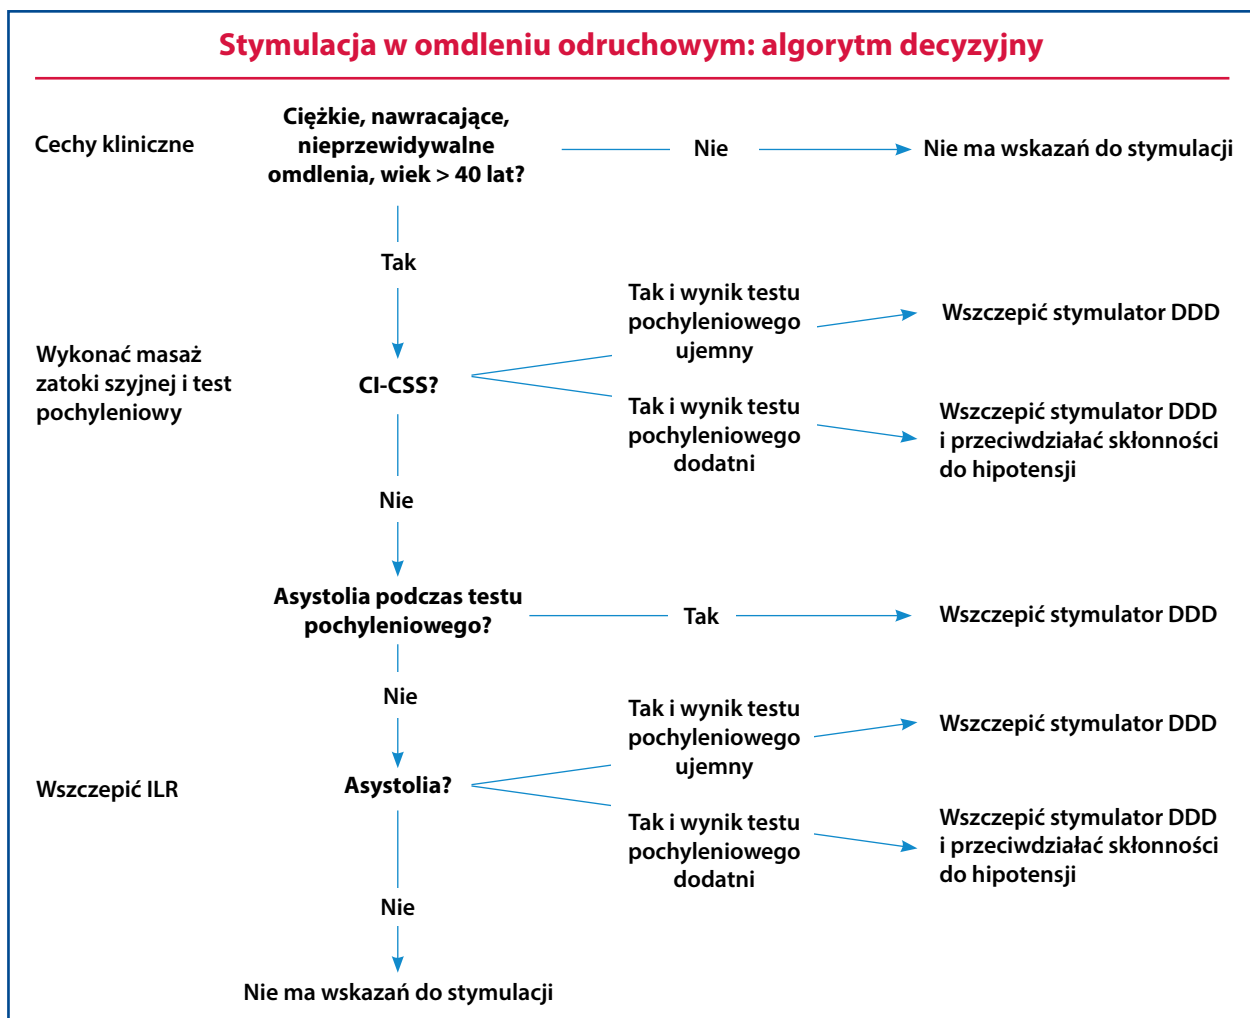 Stymulacja w omdleniu odruchowym: algorytm decyzyjny
Cechy kliniczne
Ciężkie, nawracające,
nieprzewidywalne
omdlenia, wiek > 40 lat?
Nie
Nie ma wskazań do stymulacji
Tak
Wykonać masaż
zatoki szyjnej i test
pochyleniowy
CI-CSS?
Tak i wynik testu
pochyleniowego
ujemny
Wszczepić stymulator DDD
Tak i wynik testu
pochyleniowego
dodatni
Wszczepić stymulator DDD
i przeciwdziałać skłonności
do hipotensji
Nie
Asystolia podczas testu
pochyleniowego?
Tak
Wszczepić stymulator DDD
Nie
Wszczepić ILR
Asystolia?
Tak i wynik testu
pochyleniowego
ujemny
Wszczepić stymulator DDD
Tak i wynik testu
pochyleniowego
dodatni
Wszczepić stymulator DDD
i przeciwdziałać skłonności
do hipotensji
Nie
Nie ma wskazań do stymulacji